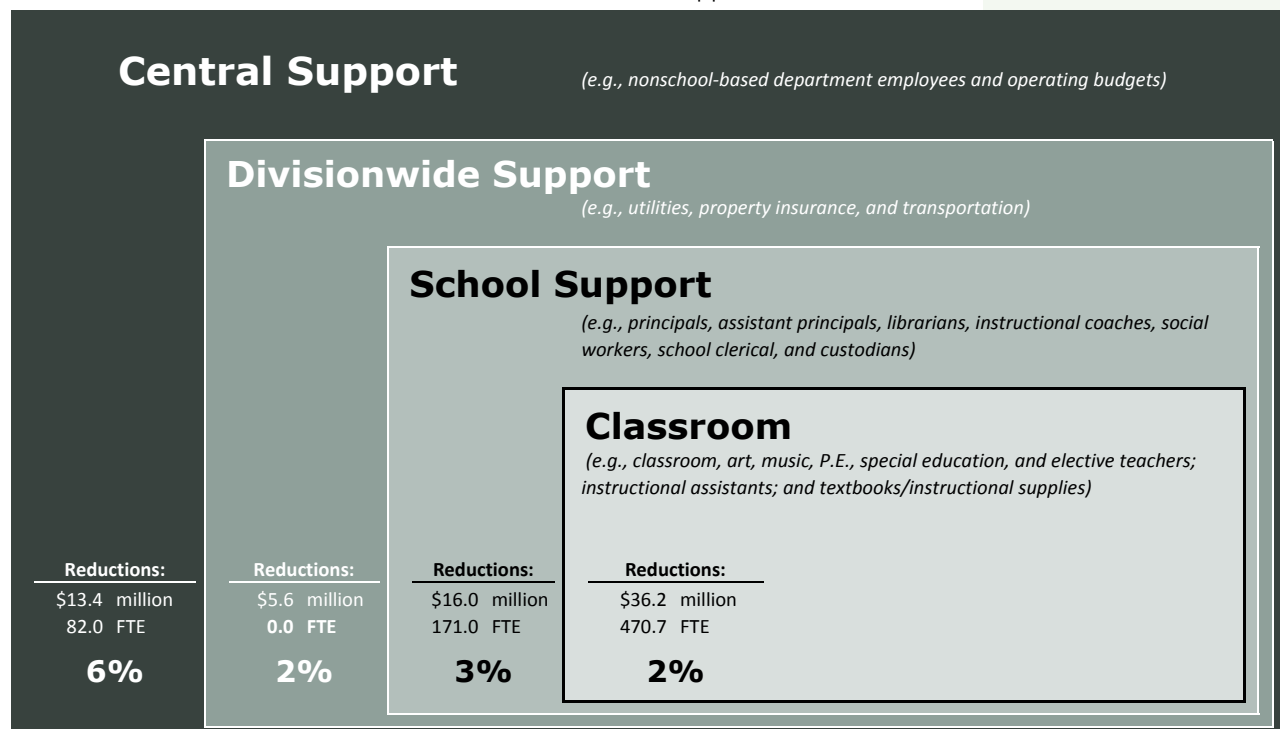 Central Support
(e.g., nonschool-based department employees and operating budgets)
Divisionwide Support
(e.g., utilities, property insurance, and transportation)
School Support
(e.g., principals, assistant principals, librarians, instructional coaches, social
workers, school clerical, and custodians)
Classroom
(e.g., classroom, art, music, P.E., special education, and elective teachers;
instructional assistants; and textbooks/instructional supplies)
Reductions:
$13.4 million
82.0 FTE
6%
Reductions:
$5.6 million
0.0 FTE
2%
Reductions:
$16.0 million
171.0 FTE
3%
Reductions:
$36.2 million
470.7 FTE
2%